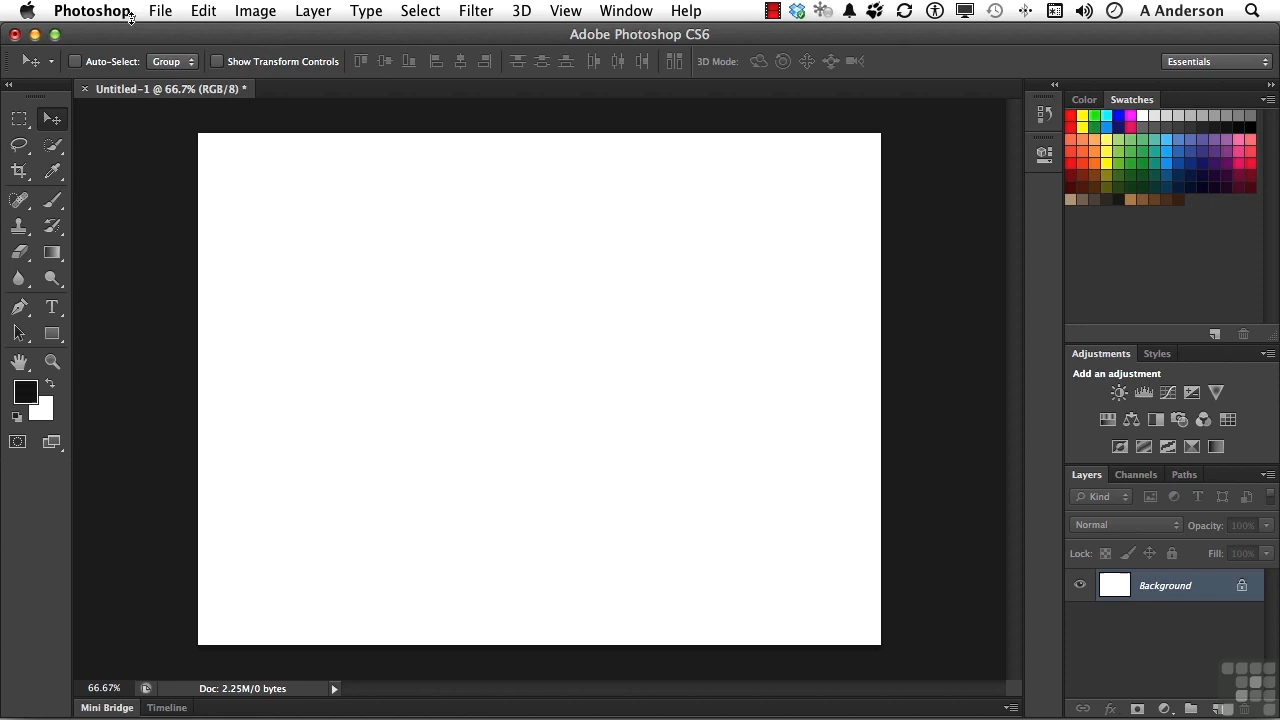 Photoshop File Edit Image Layer Type Select Filter 3D View Window Help A Anderson
Adobe Photoshop CS6
Auto-Select: Group Show Transform Controls 3D Mode: Essentials
Untitled-1 @ 66.7% (RGB/8) *
Color Swatches
Adjustments Styles
Add an adjustment
Layers Channels Paths
Kind
Normal Opacity: 100%
Lock: Fill: 100%
Background
66.67% Doc: 2.25M/0 bytes
Mini Bridge Timeline